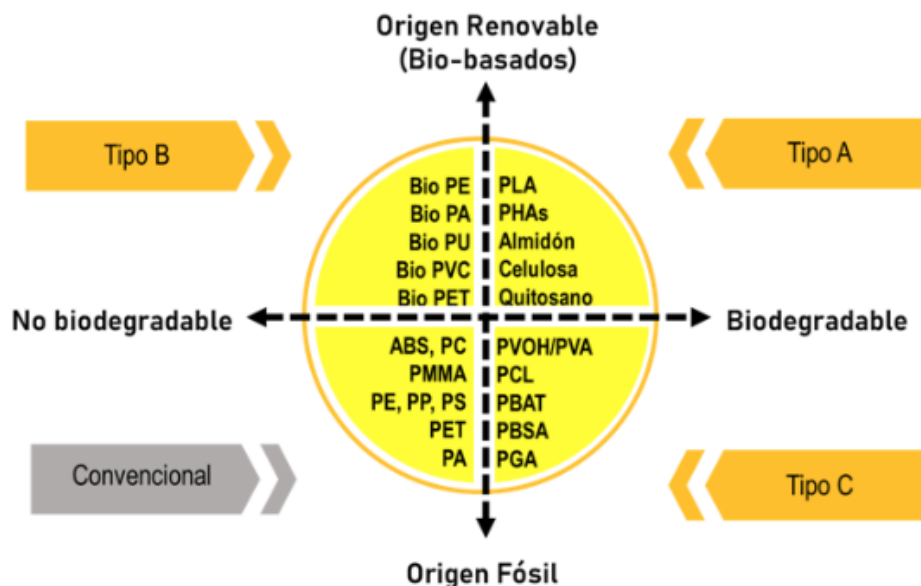 Origen Renovable
(Bio-basados)
Tipo B
Tipo A
Bio PE
Bio PA
Bio PU
Bio PVC
Bio PET
PLA
PHAs
Almidón
Celulosa
Quitosano
No biodegradable
Biodegradable
ABS, PC
PMMA
PE, PP, PS
PET
PA
PVOH/PVA
PCL
PBAT
PBSA
PGA
Convencional
Tipo C
Origen Fósil